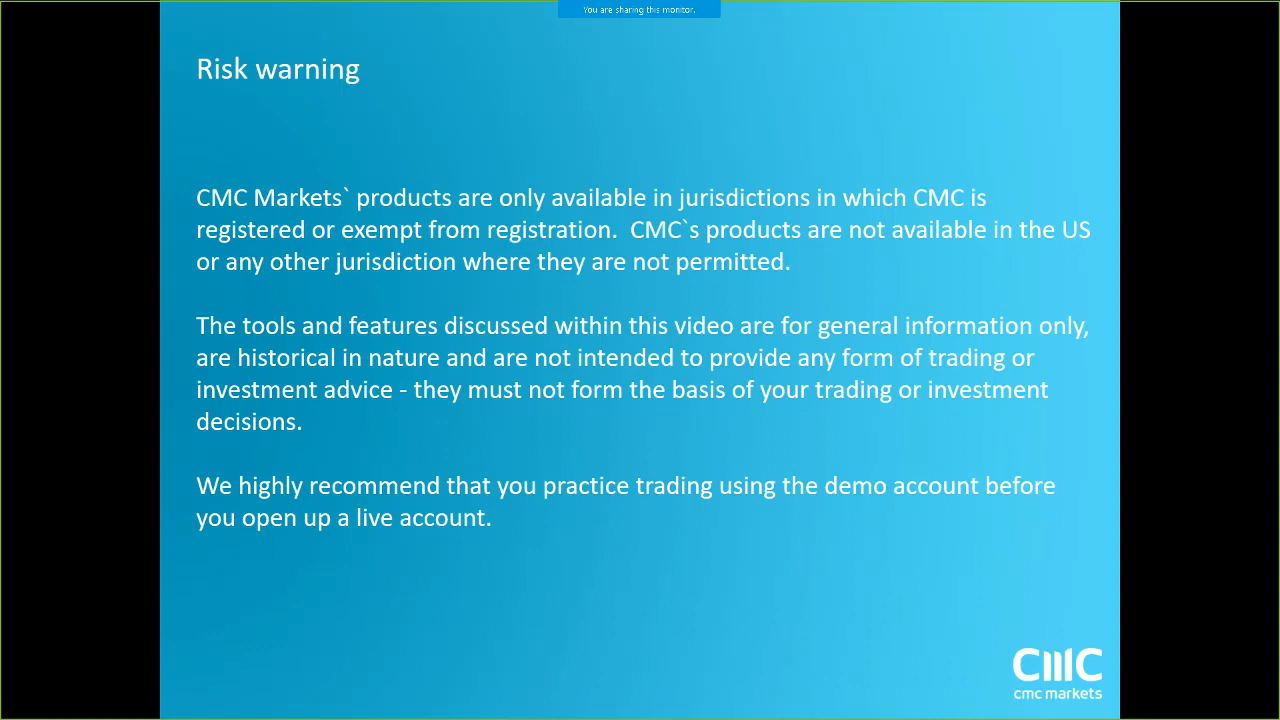 You are sharing this monitor.
Risk warning
CMC Markets` products are only available in jurisdictions in which CMC is
registered or exempt from registration.  CMC`s products are not available in the US
or any other jurisdiction where they are not permitted.
The tools and features discussed within this video are for general information only,
are historical in nature and are not intended to provide any form of trading or
investment advice - they must not form the basis of your trading or investment
decisions.
We highly recommend that you practice trading using the demo account before
you open up a live account.
CMC
cmc markets